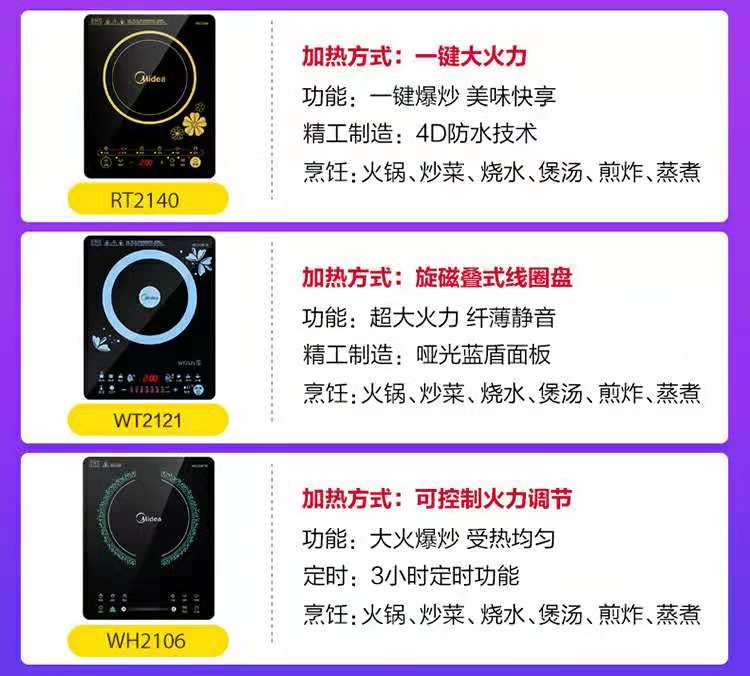 Midea
2100
RT2140
加热方式：一键大火力
功能：一键爆炒 美味快享
精工制造：4D防水技术
烹饪:火锅、炒菜、烧水、煲汤、煎炸、蒸煮
Midea
2100
WT2121
加热方式：旋磁叠式线圈盘
功能：超大火力 纤薄静音
精工制造：哑光蓝盾面板
烹饪:火锅、炒菜、烧水、煲汤、煎炸、蒸煮
Midea
WH2106
加热方式：可控制火力调节
功能：大火爆炒 受热均匀
定时：3小时定时功能
烹饪:火锅、炒菜、烧水、煲汤、煎炸、蒸煮